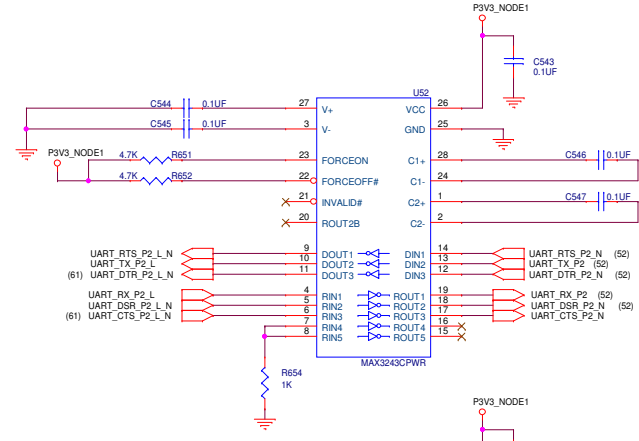 P3V3_NODE1
C543
0.1UF
U52
C544 0.1UF 27 V+ VCC 26
C545 0.1UF 3 V- GND 25
P3V3_NODE1
4.7K R651 23 FORCEON C1+ 28 C546 0.1UF
4.7K R652 22 FORCEOFF# C1- 24
21 INVALID# C2+ 1 C547 0.1UF
20 ROUT2B C2- 2
UART_RTS_P2_L_N 9 DOUT1 DIN1 14 UART_RTS_P2_N (52)
UART_TX_P2_L 10 DOUT2 DIN2 13 UART_TX_P2 (52)
(61) UART_DTR_P2_L_N 11 DOUT3 DIN3 12 UART_DTR_P2_N (52)
UART_RX_P2_L 4 RIN1 ROUT1 19 UART_RX_P2 (52)
UART_DSR_P2_L_N 5 RIN2 ROUT2 18 UART_DSR_P2_N (52)
(61) UART_CTS_P2_L_N 6 RIN3 ROUT3 17 UART_CTS_P2_N
7 RIN4 ROUT4 16
8 RIN5 ROUT5 15
MAX3243CPWR
R654
1K
P3V3_NODE1